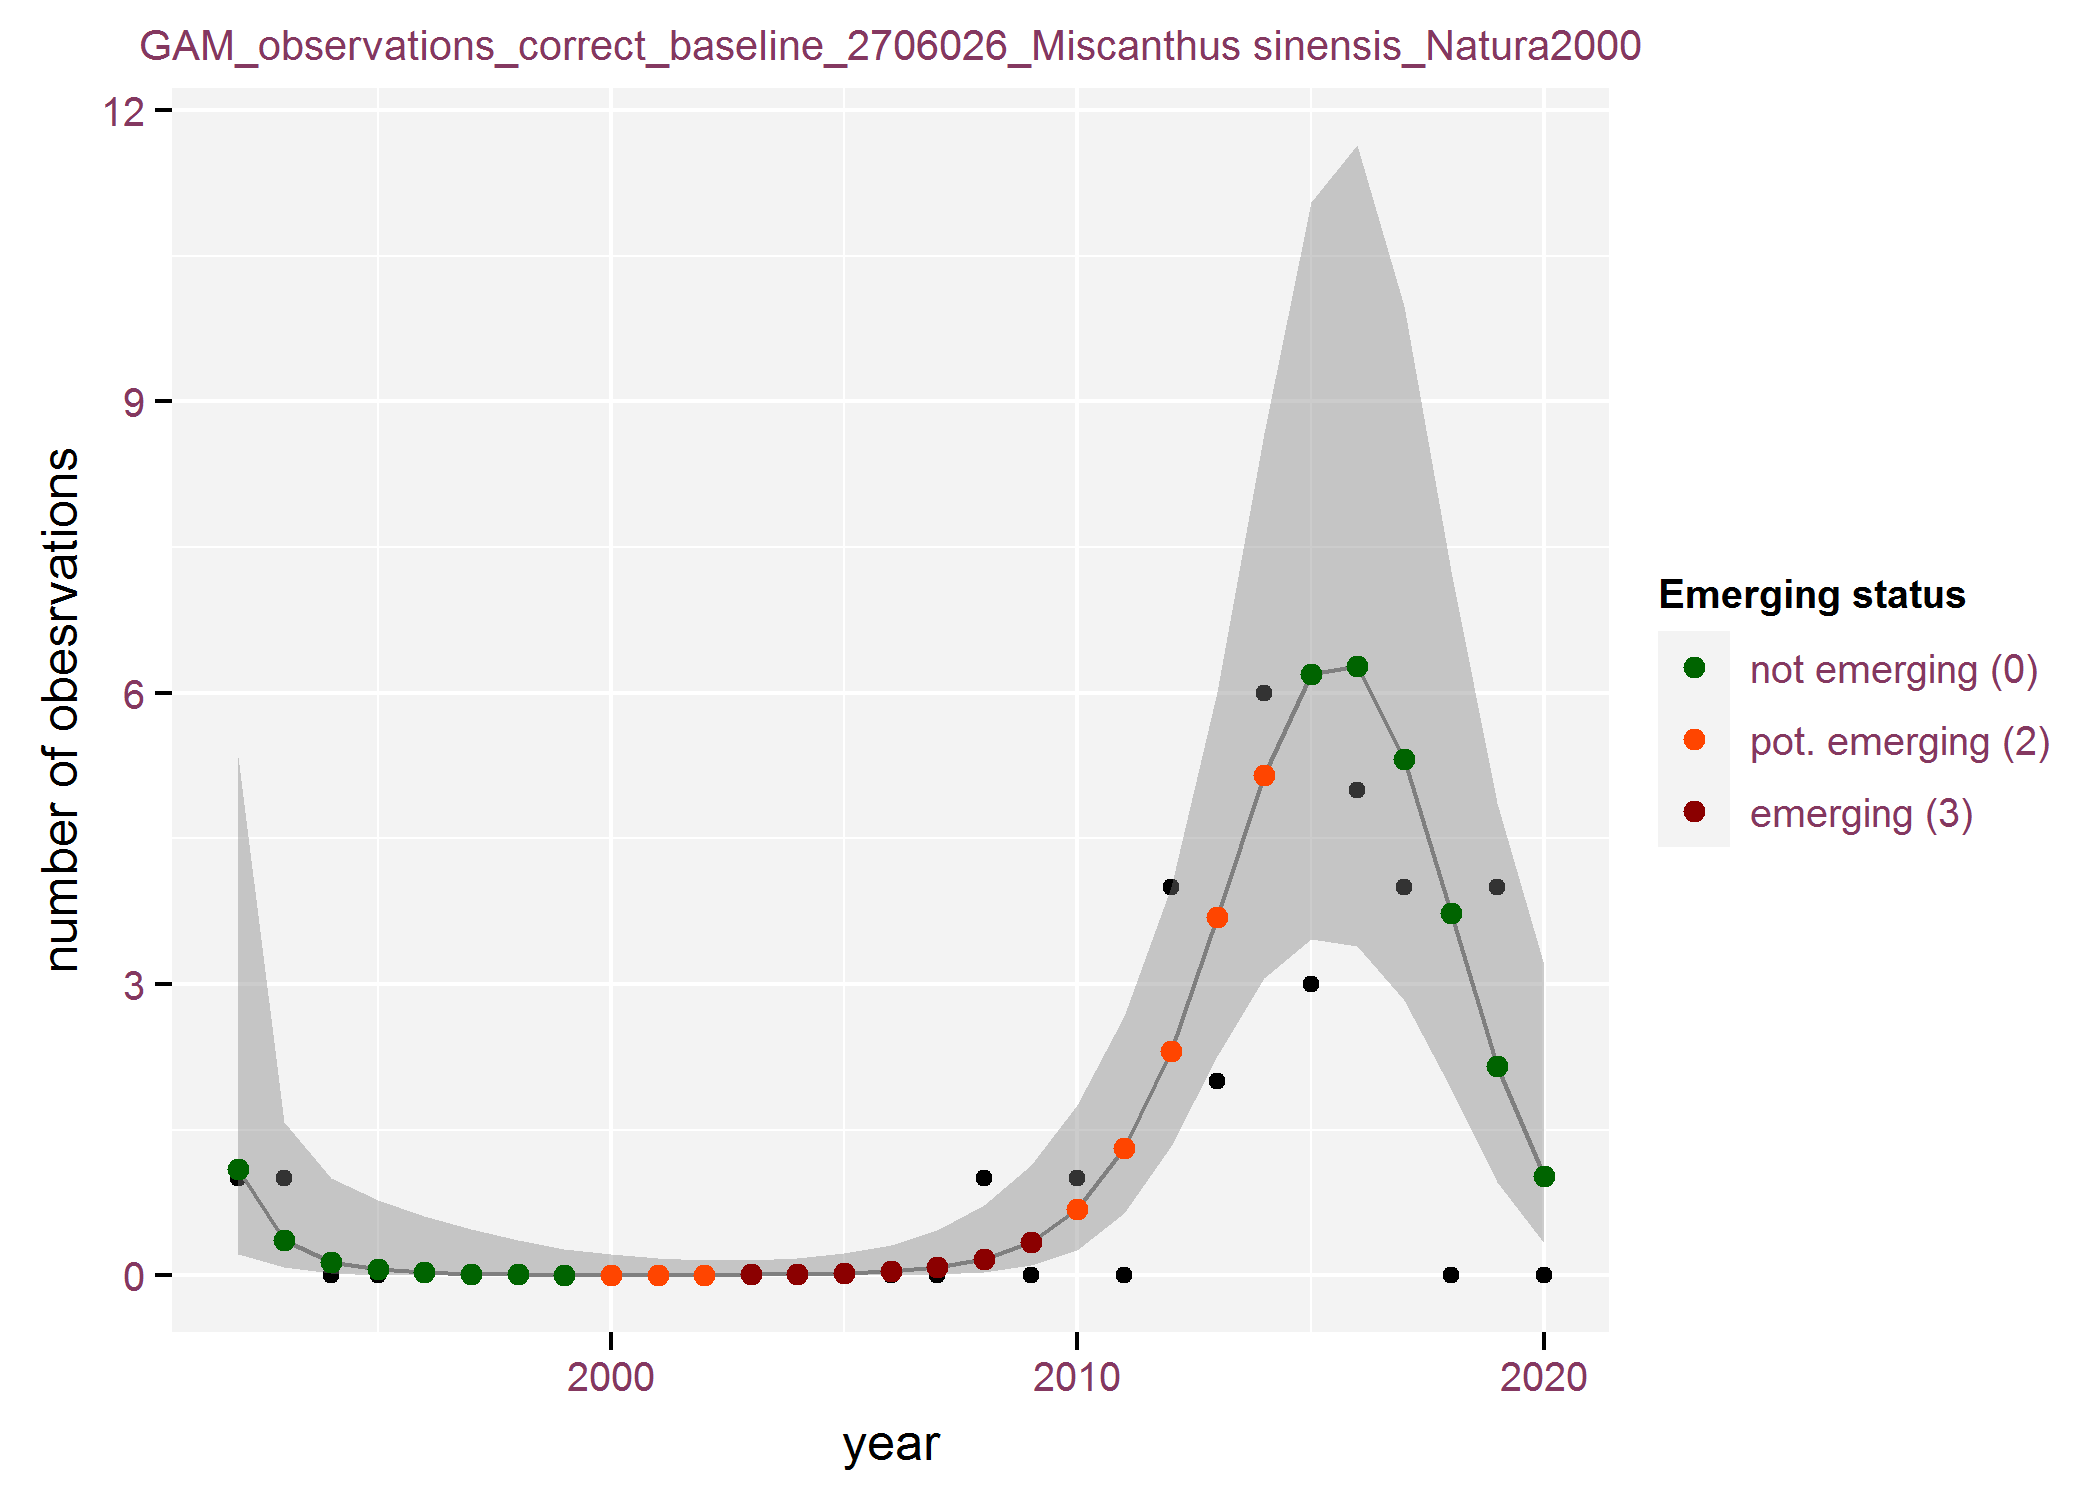 GAM_observations_correct_baseline_2706026_Miscanthus sinensis_Natura2000
12
9
6
3
0
number of obesrvations
2000
2010
2020
year
Emerging status
not emerging (0)
pot. emerging (2)
emerging (3)